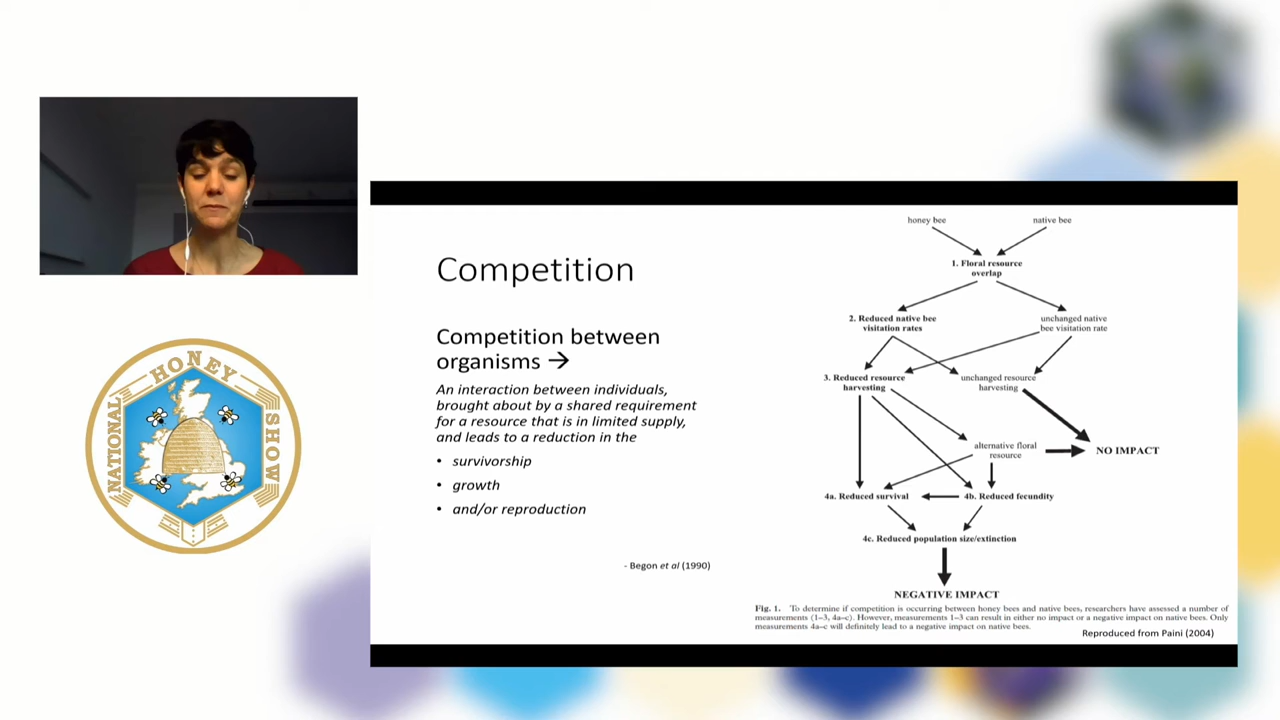 NATIONAL HONEY SHOW
Competition
Competition between
organisms →
An interaction between individuals,
brought about by a shared requirement
for a resource that is in limited supply,
and leads to a reduction in the
• survivorship
• growth
• and/or reproduction
- Begon et al (1990)
honey bee
native bee
1. Floral resource
overlap
2. Reduced native bee
visitation rates
unchanged native
bee visitation rate
3. Reduced resource
harvesting
unchanged resource
harvesting
alternative floral
resource
NO IMPACT
4a. Reduced survival
4b. Reduced fecundity
4c. Reduced population size/extinction
NEGATIVE IMPACT
Fig. 1. To determine if competition is occurring between honey bees and native bees, researchers have assessed a number of
measurements (1–3, 4a–c). However, measurements 1–3 can result in either no impact or a negative impact on native bees. Only
measurements 4a–c will definitely lead to a negative impact on native bees.
Reproduced from Paini (2004)